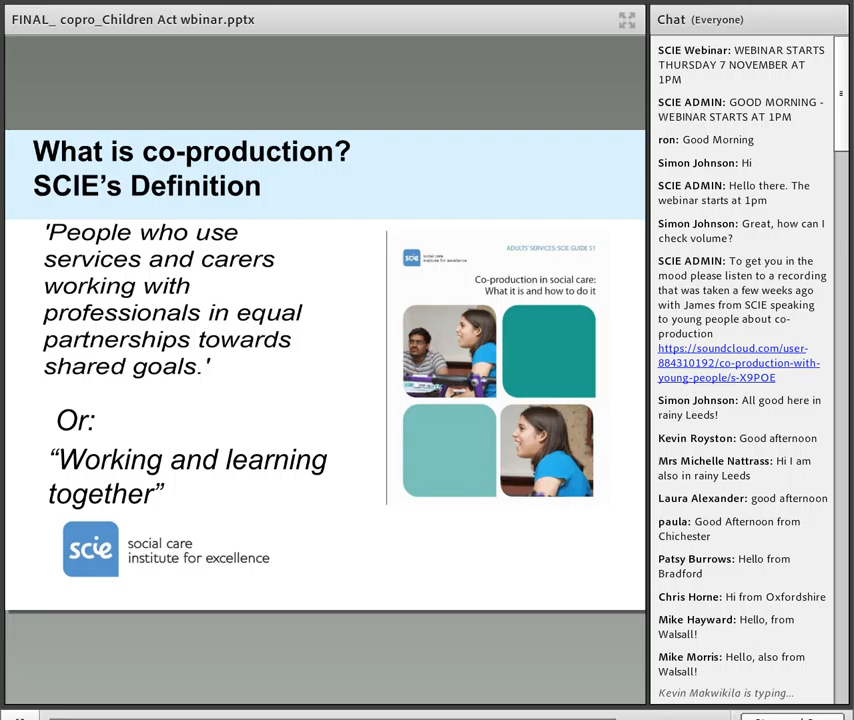 FINAL_ copro_Children Act wbinar.pptx
What is co-production?
SCIE’s Definition
'People who use
services and carers
working with
professionals in equal
partnerships towards
shared goals.'
Or:
“Working and learning
together”
scie
social care
institute for excellence
ADULTS' SERVICES: SCIE GUIDE 51
scie
social care
institute for excellence
Co-production in social care:
What it is and how to do it
Chat (Everyone)
SCIE Webinar: WEBINAR STARTS
THURSDAY 7 NOVEMBER AT
1PM
SCIE ADMIN: GOOD MORNING -
WEBINAR STARTS AT 1PM
ron: Good Morning
Simon Johnson: Hi
SCIE ADMIN: Hello there. The
webinar starts at 1pm
Simon Johnson: Great, how can I
check volume?
SCIE ADMIN: To get you in the
mood please listen to a recording
that was taken a few weeks ago
with James from SCIE speaking
to young people about co-
production
https://soundcloud.com/user-
884310192/co-production-with-
young-people/s-X9POE
Simon Johnson: All good here in
rainy Leeds!
Kevin Royston: Good afternoon
Mrs Michelle Nattrass: Hi I am
also in rainy Leeds
Laura Alexander: good afternoon
paula: Good Afternoon from
Chichester
Patsy Burrows: Hello from
Bradford
Chris Horne: Hi from Oxfordshire
Mike Hayward: Hello, from
Walsall!
Mike Morris: Hello, also from
Walsall!
Kevin Makwikila is typing...